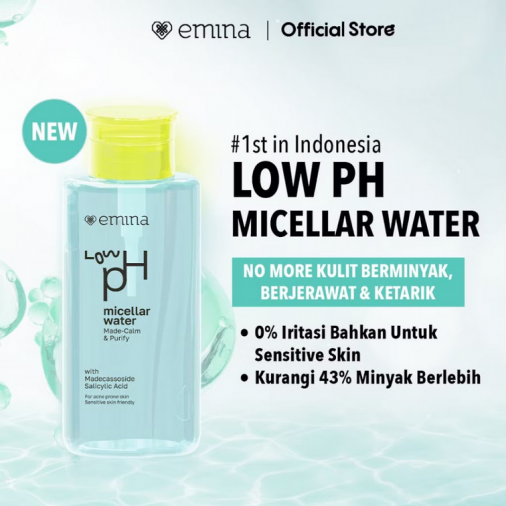 emina | Official Store
NEW
#1st in Indonesia
LOW PH
MICELLAR WATER
NO MORE KULIT BERMINYAK,
BERJERAWAT & KETARIK
• 0% Iritasi Bahkan Untuk
Sensitive Skin
• Kurangi 43% Minyak Berlebih
emina
Low
pH
micellar
water
Made-Calm
& Purify
with
Madecassoside
Salicylic Acid
For acne prone skin
Sensitive skin friendly